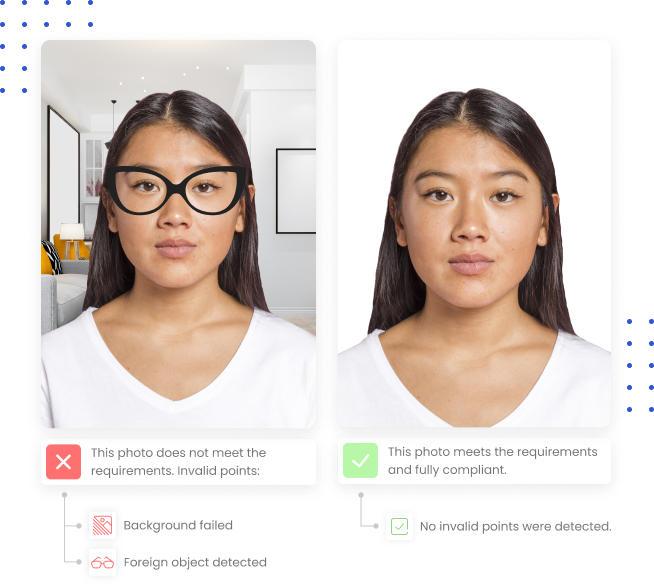 This photo does not meet the
requirements. Invalid points:
Background failed
Foreign object detected
This photo meets the requirements
and fully compliant.
No invalid points were detected.